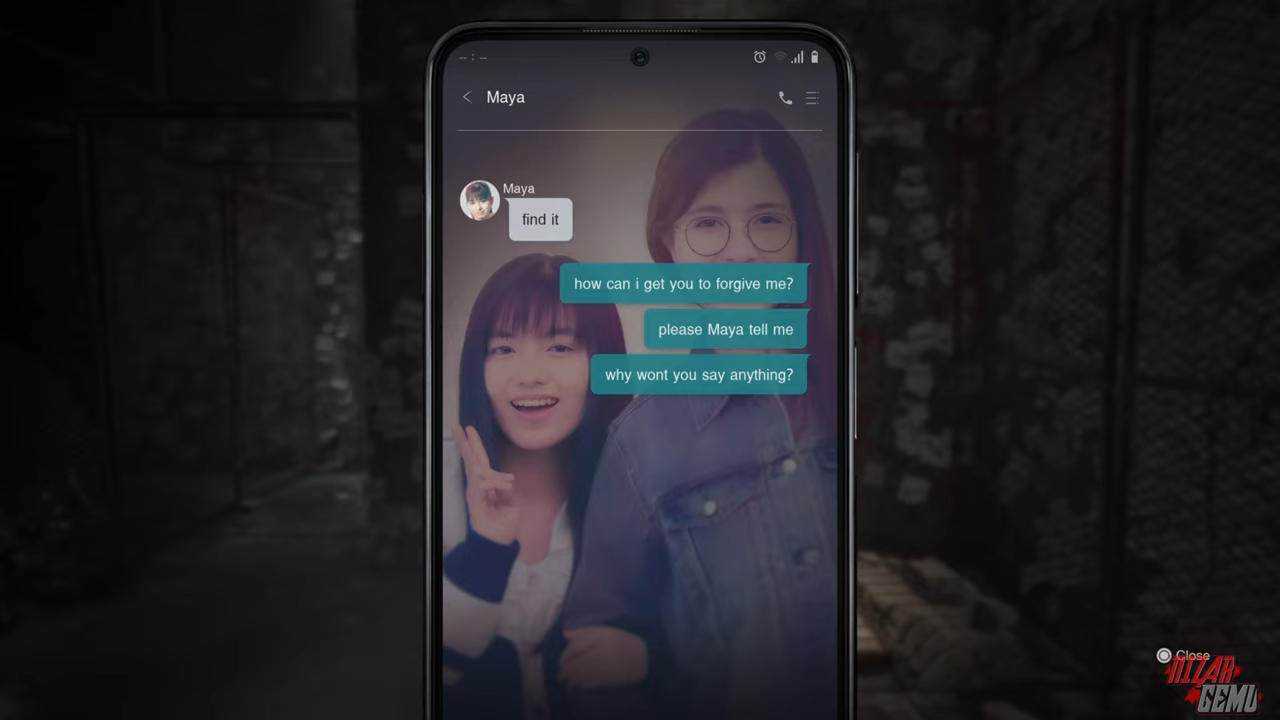 -- : --
Maya
Maya
find it
how can i get you to forgive me?
please Maya tell me
why wont you say anything?
Close
NIZAR
GEMU